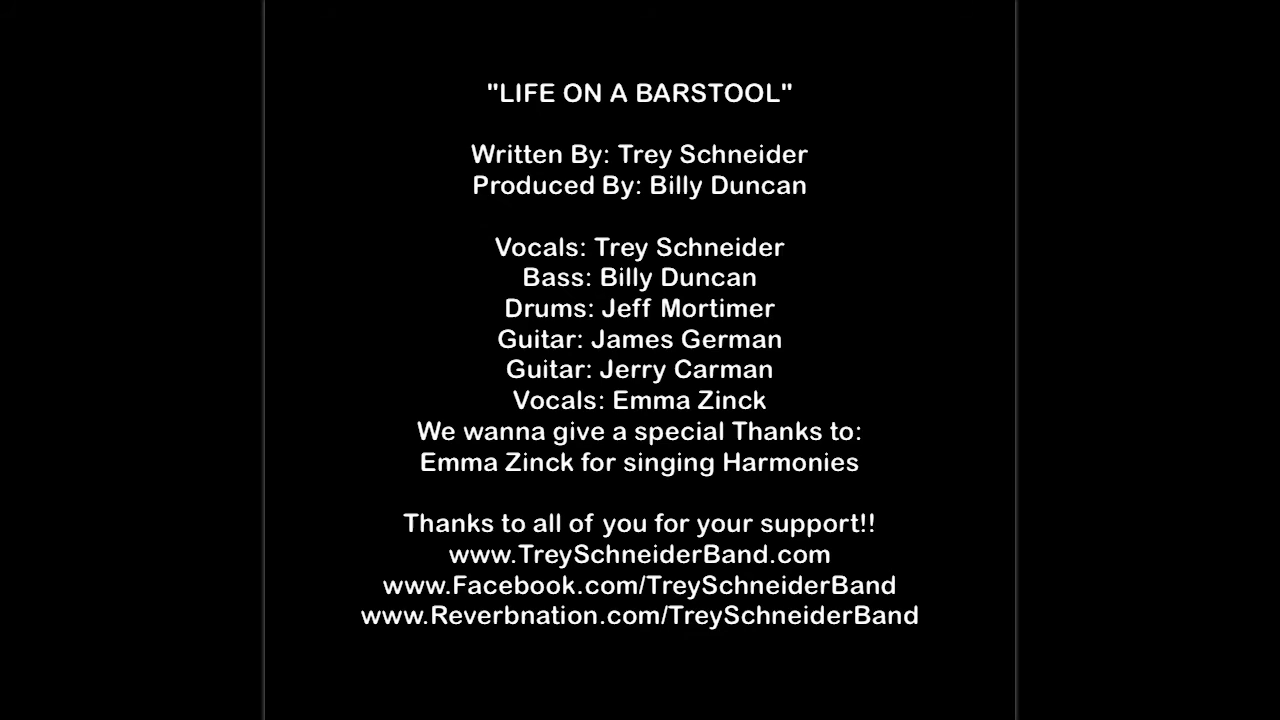 "LIFE ON A BARSTOOL"
Written By: Trey Schneider
Produced By: Billy Duncan
Vocals: Trey Schneider
Bass: Billy Duncan
Drums: Jeff Mortimer
Guitar: James German
Guitar: Jerry Carman
Vocals: Emma Zinck
We wanna give a special Thanks to:
Emma Zinck for singing Harmonies
Thanks to all of you for your support!!
www.TreySchneiderBand.com
www.Facebook.com/TreySchneiderBand
www.Reverbnation.com/TreySchneiderBand